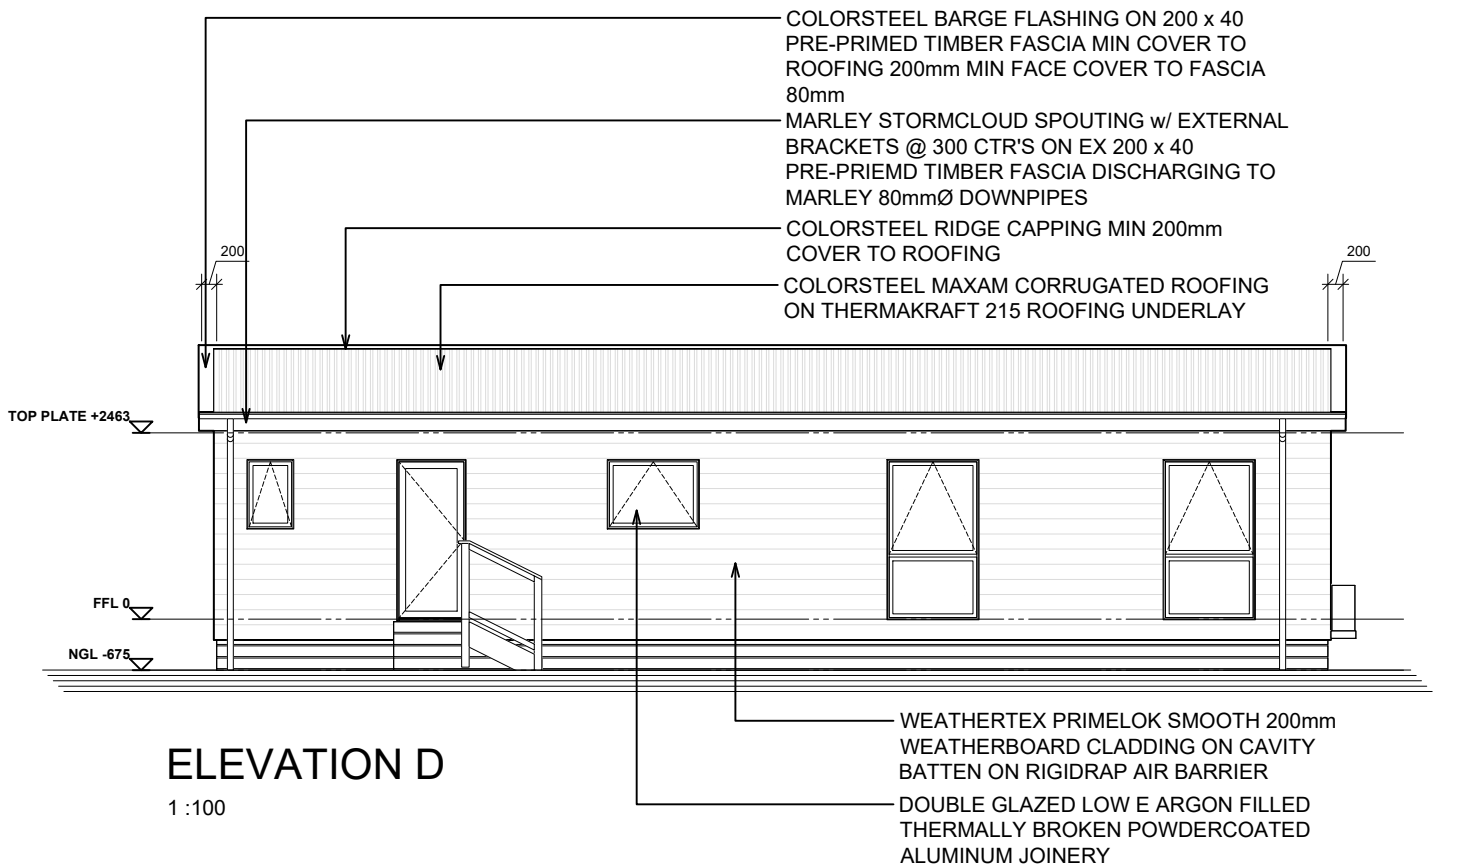 COLORSTEEL BARGE FLASHING ON 200 x 40
PRE-PRIMED TIMBER FASCIA MIN COVER TO
ROOFING 200mm MIN FACE COVER TO FASCIA
80mm
MARLEY STORMCLOUD SPOUTING w/ EXTERNAL
BRACKETS @ 300 CTR'S ON EX 200 x 40
PRE-PRIEMD TIMBER FASCIA DISCHARGING TO
MARLEY 80mmØ DOWNPIPES
COLORSTEEL RIDGE CAPPING MIN 200mm
COVER TO ROOFING
200
200
COLORSTEEL MAXAM CORRUGATED ROOFING
ON THERMAKRAFT 215 ROOFING UNDERLAY
TOP PLATE +2463
FFL 0
NGL -675
WEATHERTEX PRIMELOK SMOOTH 200mm
WEATHERBOARD CLADDING ON CAVITY
BATTEN ON RIGIDRAP AIR BARRIER
ELEVATION D
1 :100
DOUBLE GLAZED LOW E ARGON FILLED
THERMALLY BROKEN POWDERCOATED
ALUMINUM JOINERY